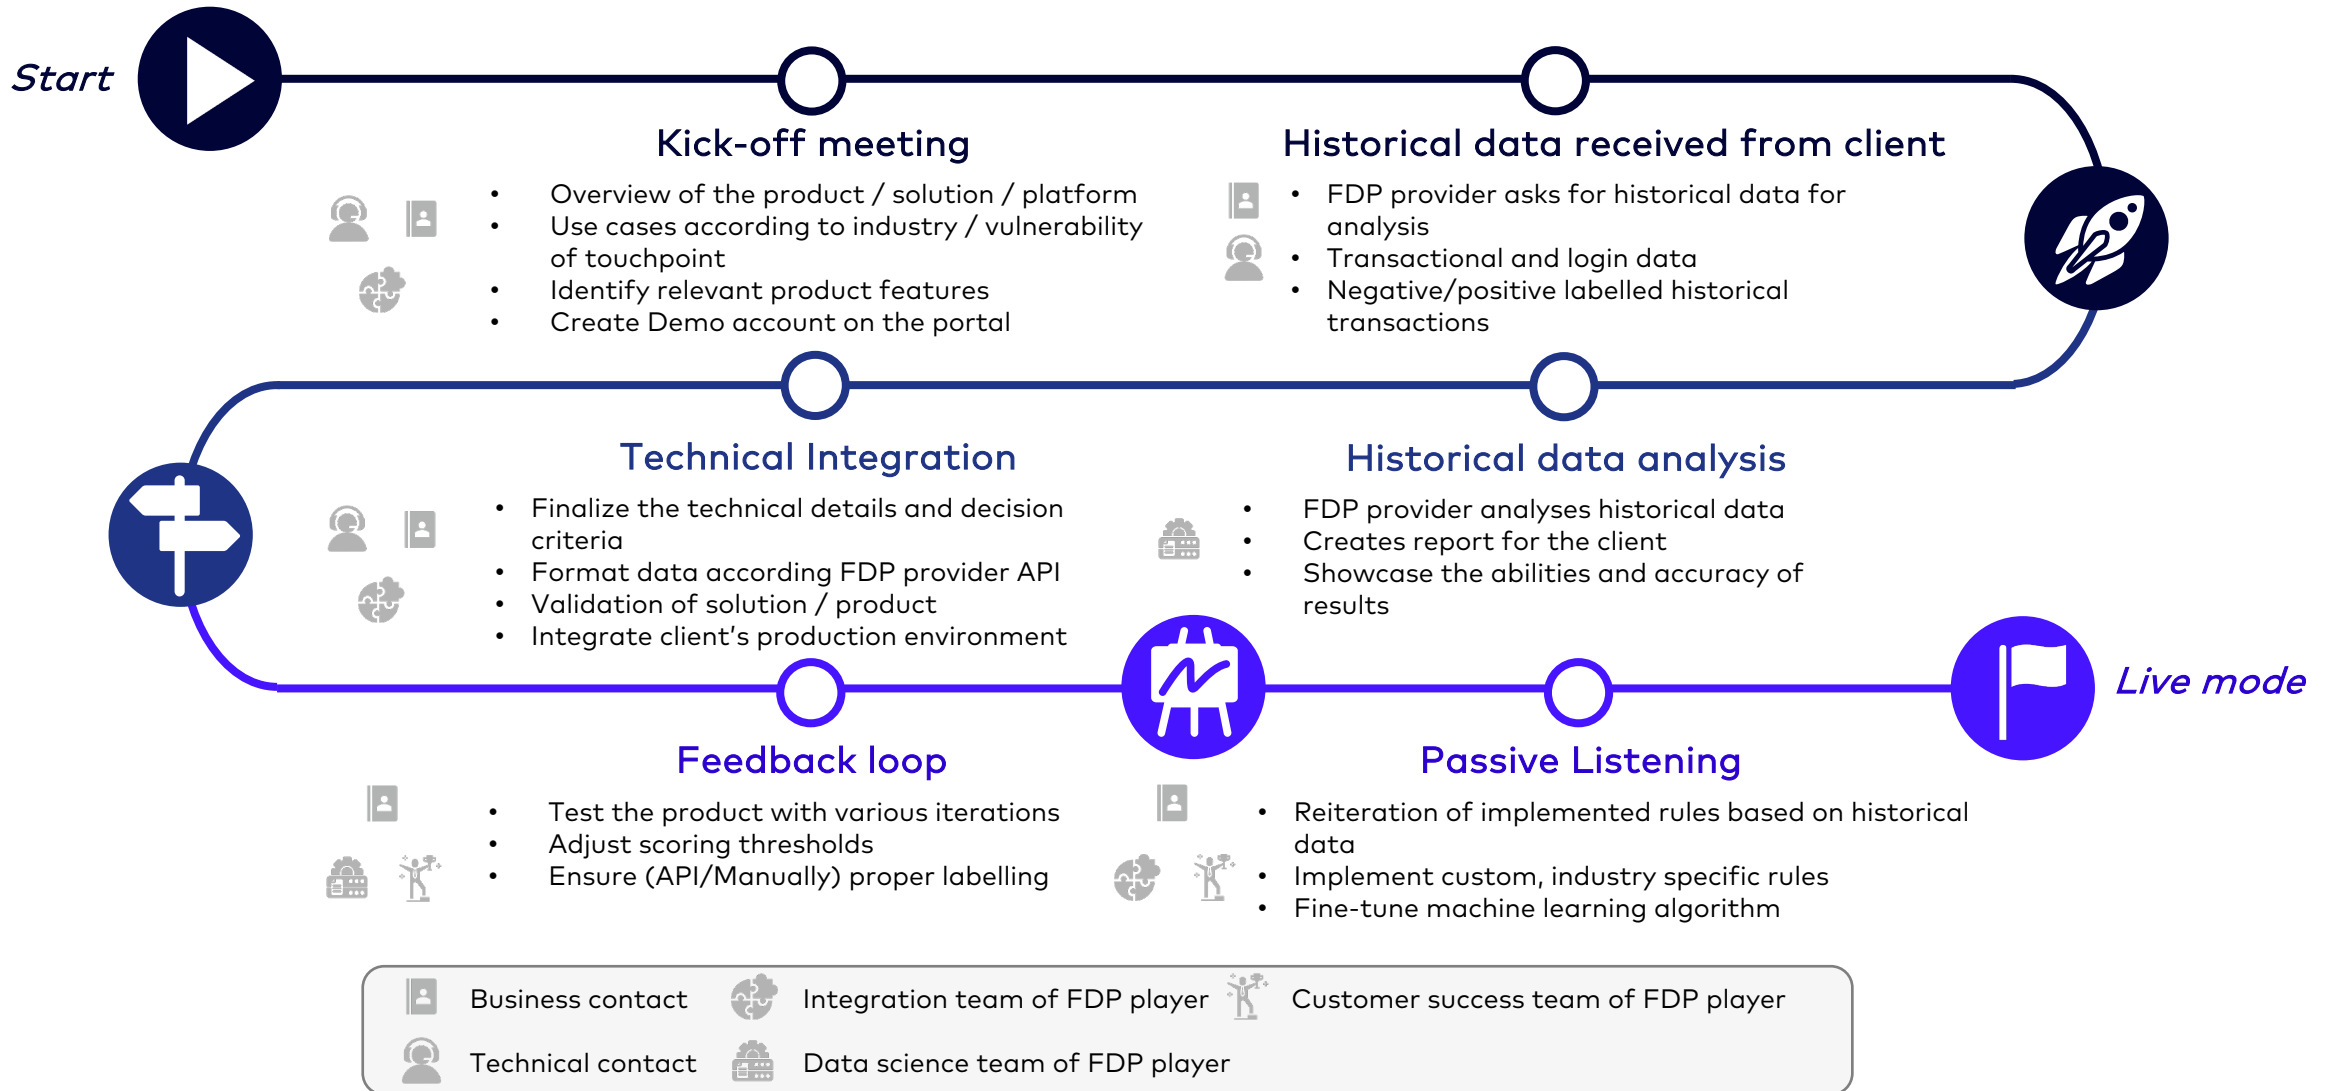 Start
Kick-off meeting
• Overview of the product / solution / platform
• Use cases according to industry / vulnerability
of touchpoint
• Identify relevant product features
• Create Demo account on the portal
Historical data received from client
• FDP provider asks for historical data for
analysis
• Transactional and login data
• Negative/positive labelled historical
transactions
Historical data analysis
• FDP provider analyses historical data
• Creates report for the client
• Showcase the abilities and accuracy of
results
Technical Integration
• Finalize the technical details and decision
criteria
• Format data according FDP provider API
• Validation of solution / product
• Integrate client’s production environment
Feedback loop
• Test the product with various iterations
• Adjust scoring thresholds
• Ensure (API/Manually) proper labelling
Passive Listening
• Reiteration of implemented rules based on historical
data
• Implement custom, industry specific rules
• Fine-tune machine learning algorithm
Live mode
Business contact
Integration team of FDP player
Customer success team of FDP player
Technical contact
Data science team of FDP player